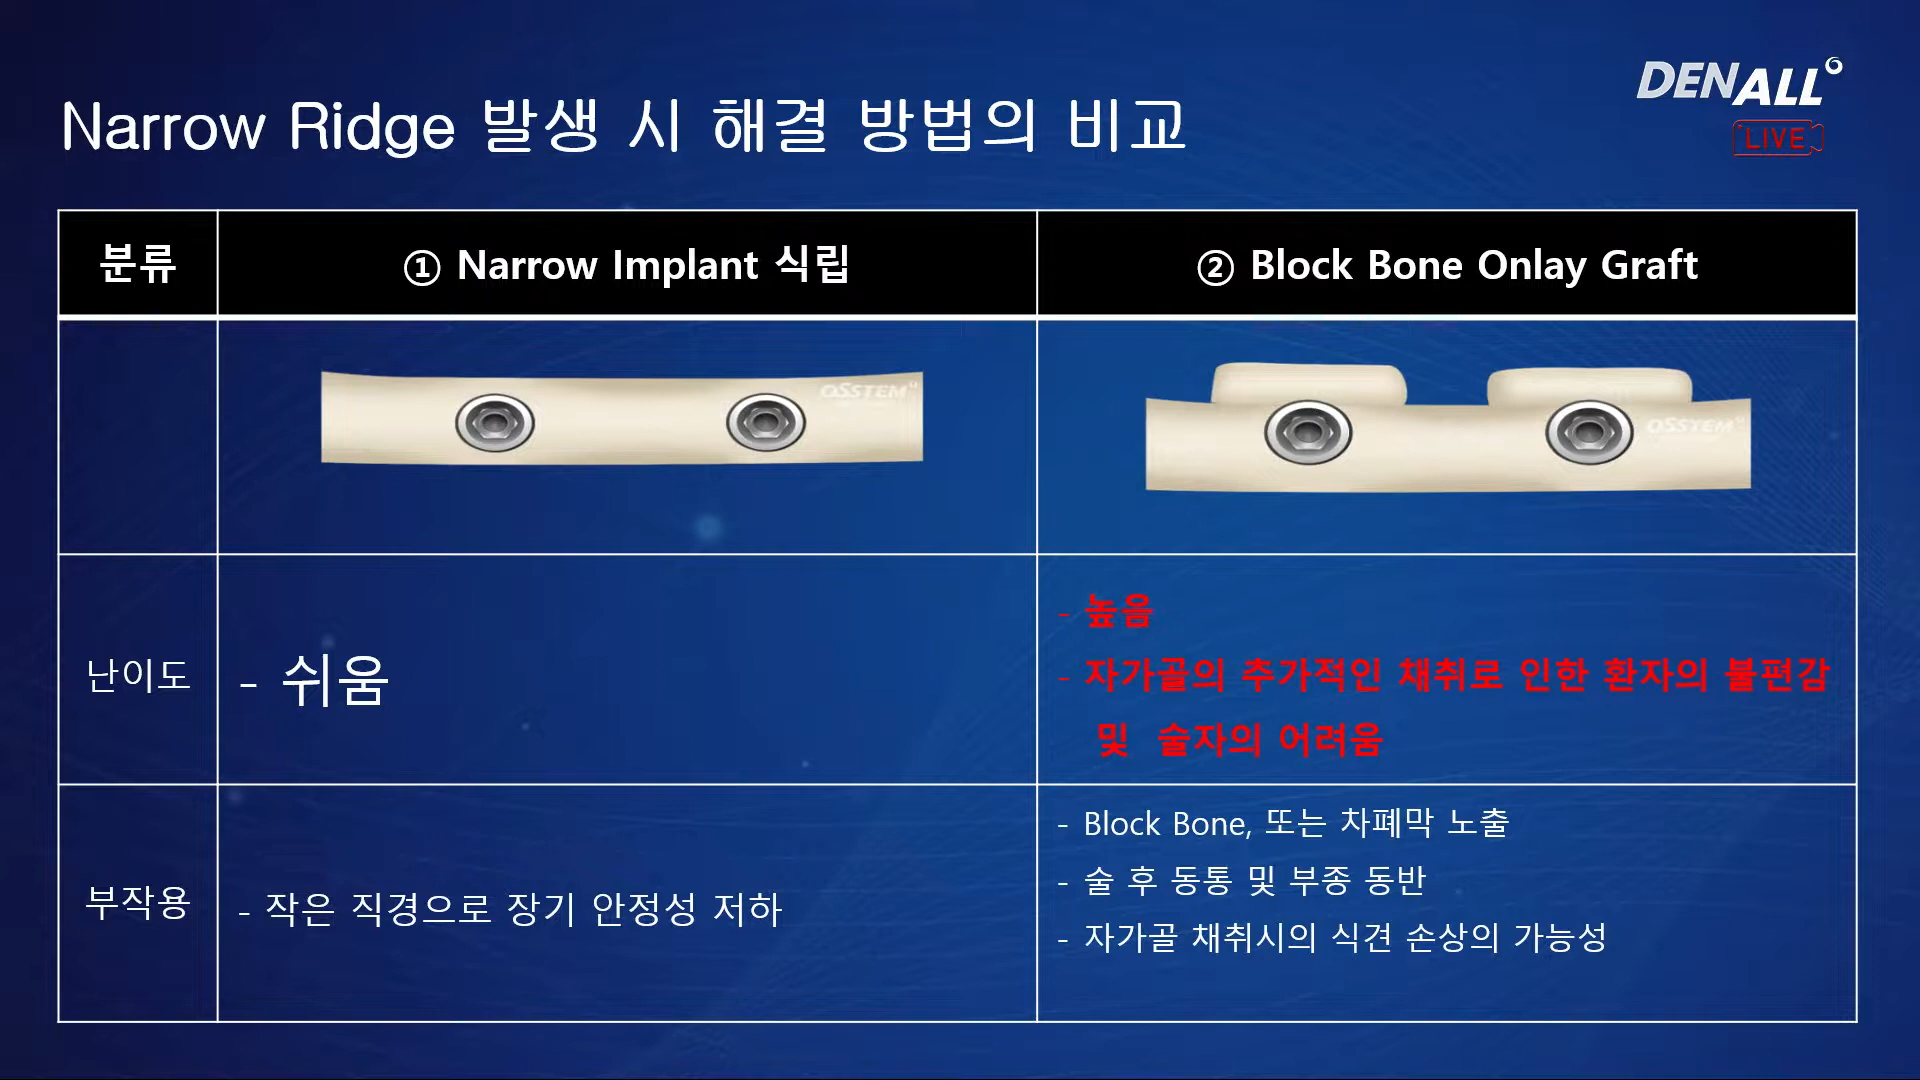 DENALL
LIVE
Narrow Ridge 발생 시 해결 방법의 비교
분류
① Narrow Implant 식립
② Block Bone Onlay Graft
OSSTEM
OSSTEM
난이도
- 쉬움
- 높음
- 자가골의 추가적인 채취로 인한 환자의 불편감
및 술자의 어려움
부작용
- 작은 직경으로 장기 안정성 저하
- Block Bone, 또는 차폐막 노출
- 술 후 동통 및 부종 동반
- 자가골 채취시의 식견 손상의 가능성